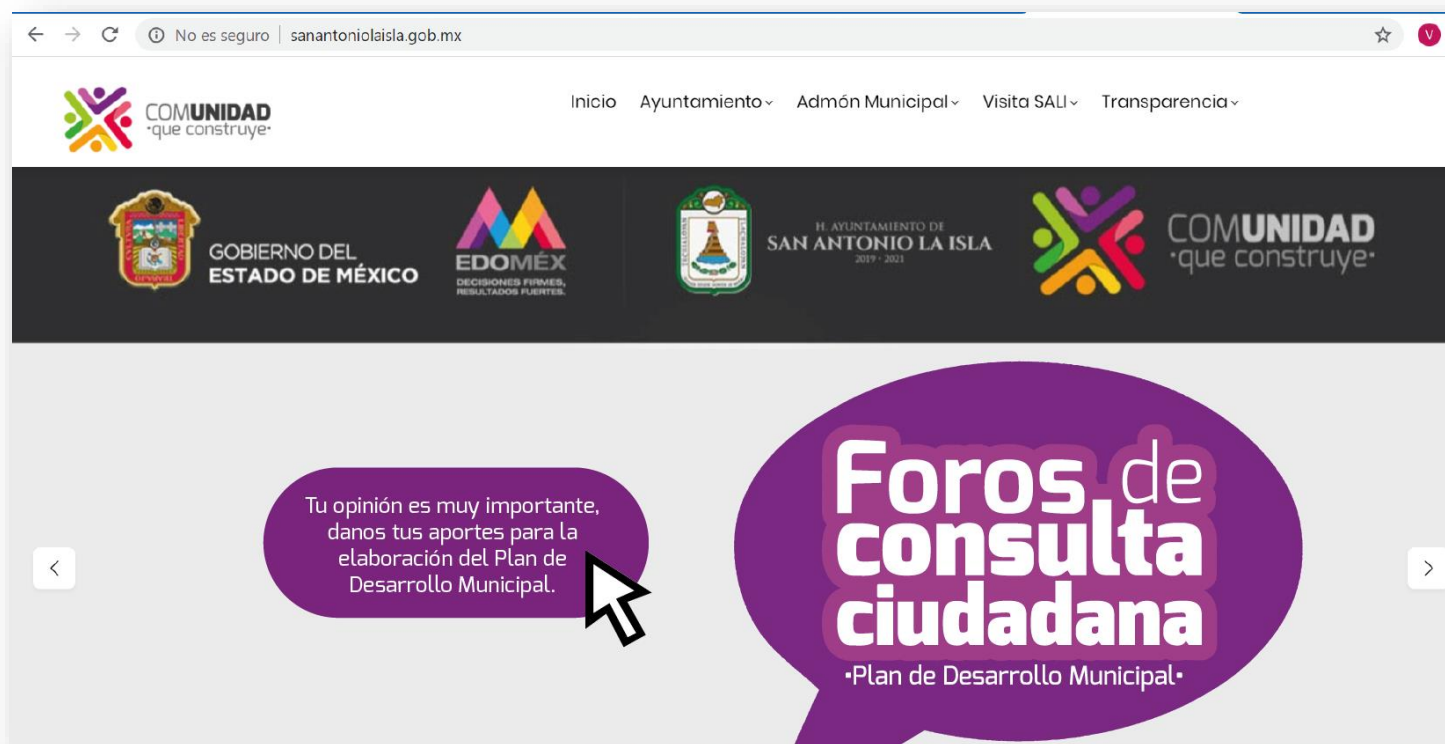 No es seguro | sanantoniolaisla.gob.mx
V
COMUNIDAD
•que construye•
Inicio Ayuntamiento Admón Municipal Visita SALI Transparencia
GOBIERNO DEL
ESTADO DE MÉXICO
EDOMÉX
DECISIONES FIRMES,
RESULTADOS FUERTES.
H. AYUNTAMIENTO DE
SAN ANTONIO LA ISLA
2019 - 2021
COMUNIDAD
•que construye•
Tu opinión es muy importante,
danos tus aportes para la
elaboración del Plan de
Desarrollo Municipal.
Foros de
consulta
ciudadana
•Plan de Desarrollo Municipal•